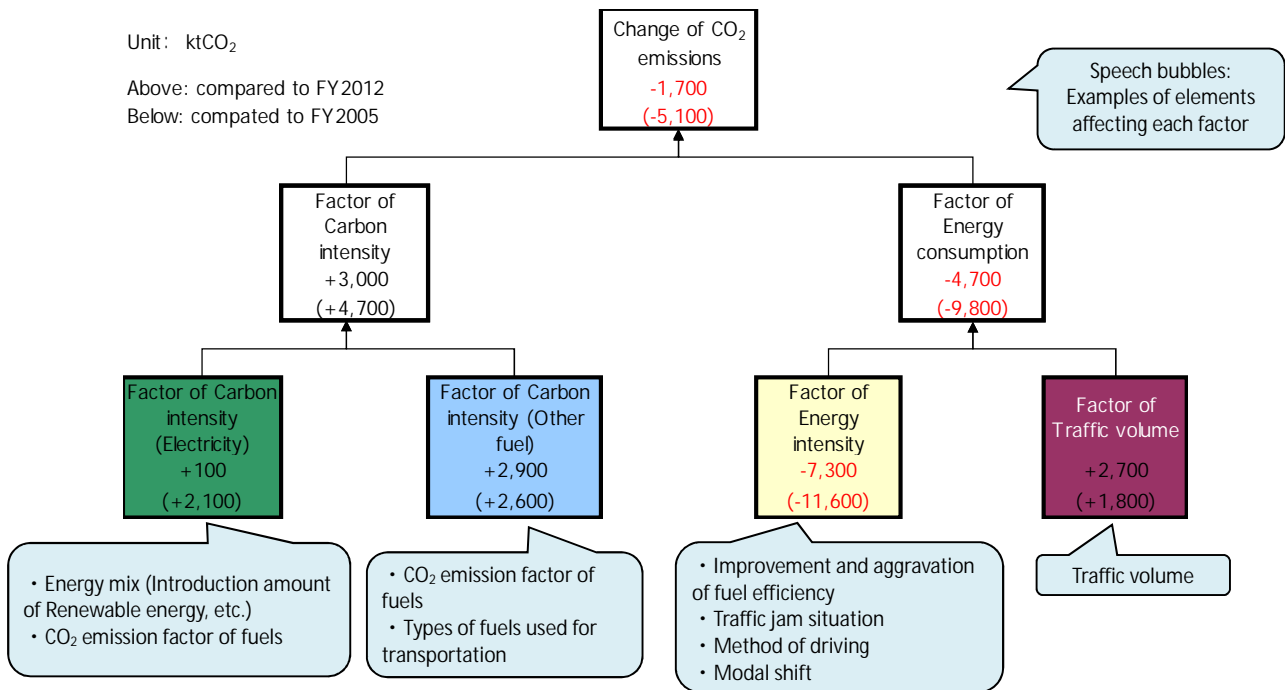 Unit: ktCO₂
Above: compared to FY2012
Below: compated to FY2005
Change of CO₂
emissions
-1,700
(-5,100)
Speech bubbles:
Examples of elements
affecting each factor
Factor of
Carbon
intensity
+3,000
(+4,700)
Factor of
Energy
consumption
-4,700
(-9,800)
Factor of Carbon
intensity
(Electricity)
+100
(+2,100)
Factor of Carbon
intensity (Other
fuel)
+2,900
(+2,600)
Factor of
Energy
intensity
-7,300
(-11,600)
Factor of
Traffic volume
+2,700
(+1,800)
・Energy mix (Introduction amount
of Renewable energy, etc.)
・CO₂ emission factor of fuels
・CO₂ emission factor of
fuels
・Types of fuels used for
transportation
・Improvement and aggravation
of fuel efficiency
・Traffic jam situation
・Method of driving
・Modal shift
Traffic volume